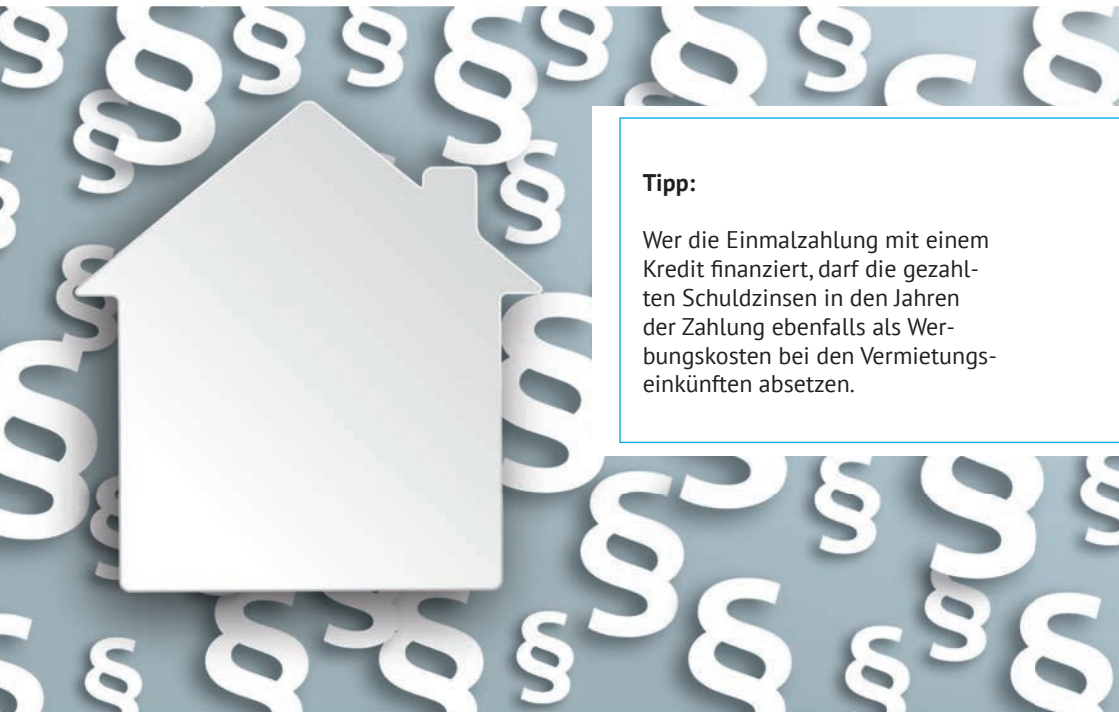 Tipp:
Wer die Einmalzahlung mit einem
Kredit finanziert, darf die gezahl-
ten Schuldzinsen in den Jahren
der Zahlung ebenfalls als Wer-
bungskosten bei den Vermietungs-
einkünften absetzen.